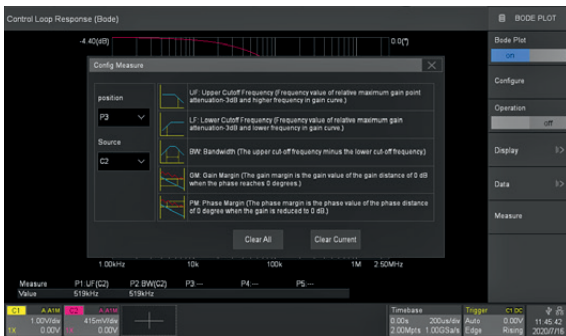 Control Loop Response (Bode)
BODE PLOT
-4.40(dB)
0.0(°)
Bode Plot
on
Config Measure
Configure
position
P3
Source
C2
UF: Upper Cutoff Frequency (Frequency value of relative maximum gain point
attenuation-3dB and higher frequency in gain curve.)
LF: Lower Cutoff Frequency (Frequency value of relative maximum gain
attenuation-3dB and lower frequency in gain curve.)
BW: Bandwidth (The upper cut-off frequency minus the lower cut-off frequency)
GM: Gain Margin (The gain margin is the gain value of the gain distance of 0 dB
when the phase reaches 0 degrees.)
PM: Phase Margin (The phase margin is the phase value of the phase distance
of 0 degree when the gain is reduced to 0 dB.)
Clear All
Clear Current
Operation
off
Display
Data
Measure
1.00kHz 10k 100k 1M 2.50MHz
Measure P1:UF(C2) P2:BW(C2) P3:--- P4:--- P5:---
Value 519kHz 519kHz
C1 A A1M
1.00V/div
1X 0.00V
C2 A A1M
415mV/div
1X 0.00V
Timebase
0.00s 200us/div
2.00Mpts 1.00GSa/s
Trigger C1 DC
Auto 0.00V
Edge Rising
11:45:42
2020/7/16